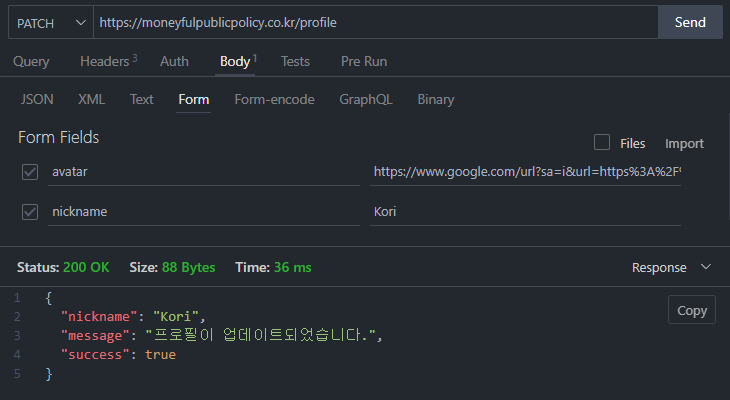 PATCH https://moneyfulpublicpolicy.co.kr/profile Send
Query Headers 3 Auth Body 1 Tests Pre Run
JSON XML Text Form Form-encode GraphQL Binary
Form Fields Files Import
avatar https://www.google.com/url?sa=i&url=https%3A%2F
nickname Kori
Status: 200 OK Size: 88 Bytes Time: 36 ms Response
1 {
2 "nickname": "Kori",
3 "message": "프로필이 업데이트되었습니다.",
4 "success": true
5 }
Copy